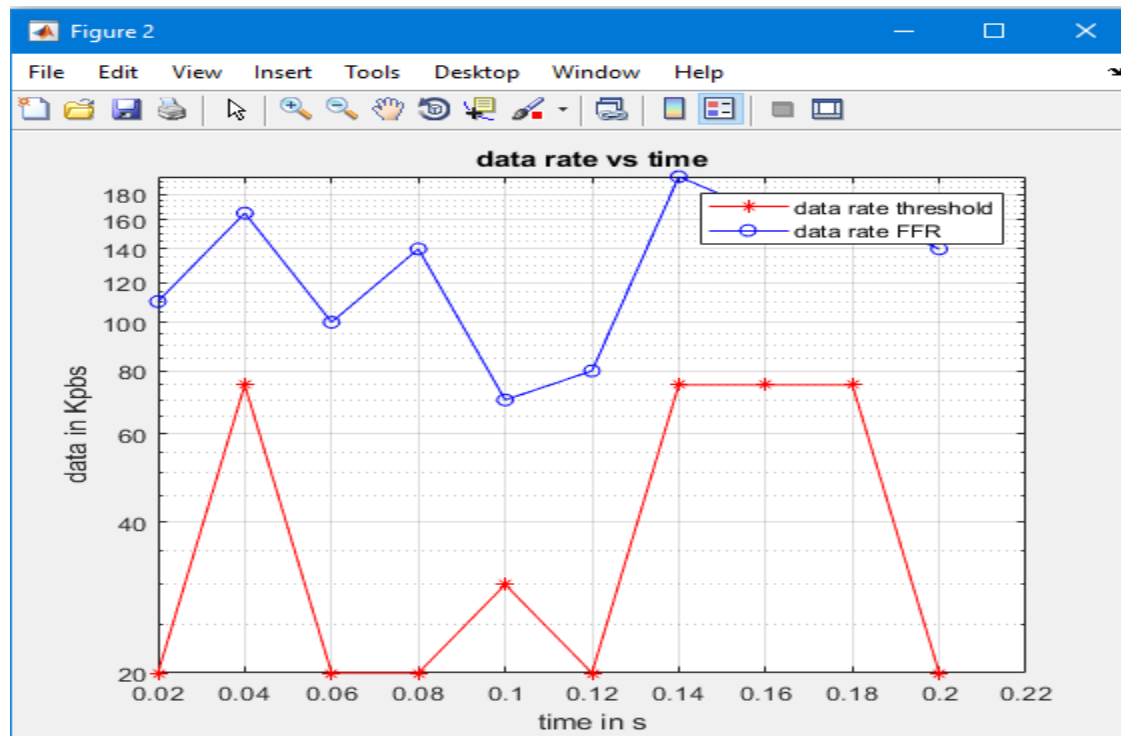 Figure 2
File Edit View Insert Tools Desktop Window Help
data rate vs time
data rate threshold
data rate FFR
180
160
140
120
100
80
60
40
20
data in Kpbs
0.02 0.04 0.06 0.08 0.1 0.12 0.14 0.16 0.18 0.2 0.22
time in s